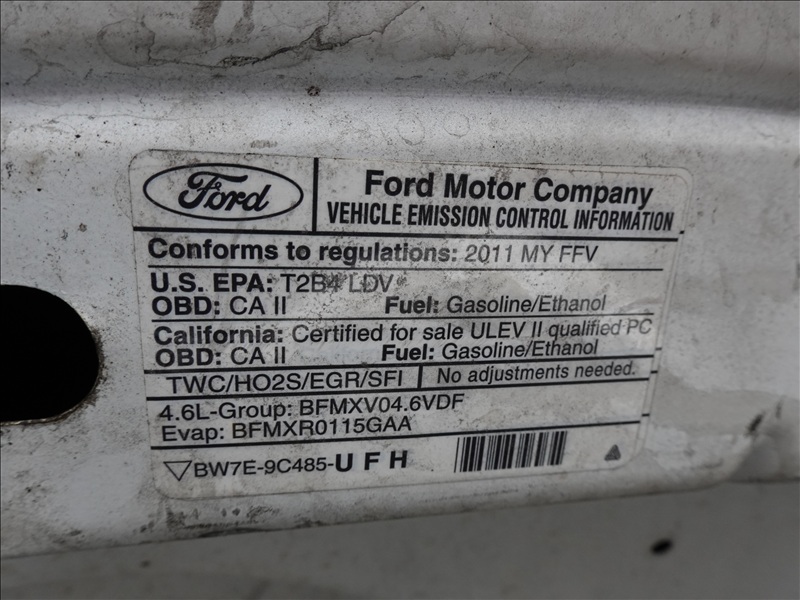 Ford
Ford Motor Company
VEHICLE EMISSION CONTROL INFORMATION
Conforms to regulations: 2011 MY FFV
U.S. EPA: T2B4 LDV
OBD: CA II Fuel: Gasoline/Ethanol
California: Certified for sale ULEV II qualified PC
OBD: CA II Fuel: Gasoline/Ethanol
TWC/HO2S/EGR/SFI No adjustments needed.
4.6L-Group: BFMXV04.6VDF
Evap: BFMXR0115GAA
BW7E-9C485-U F H